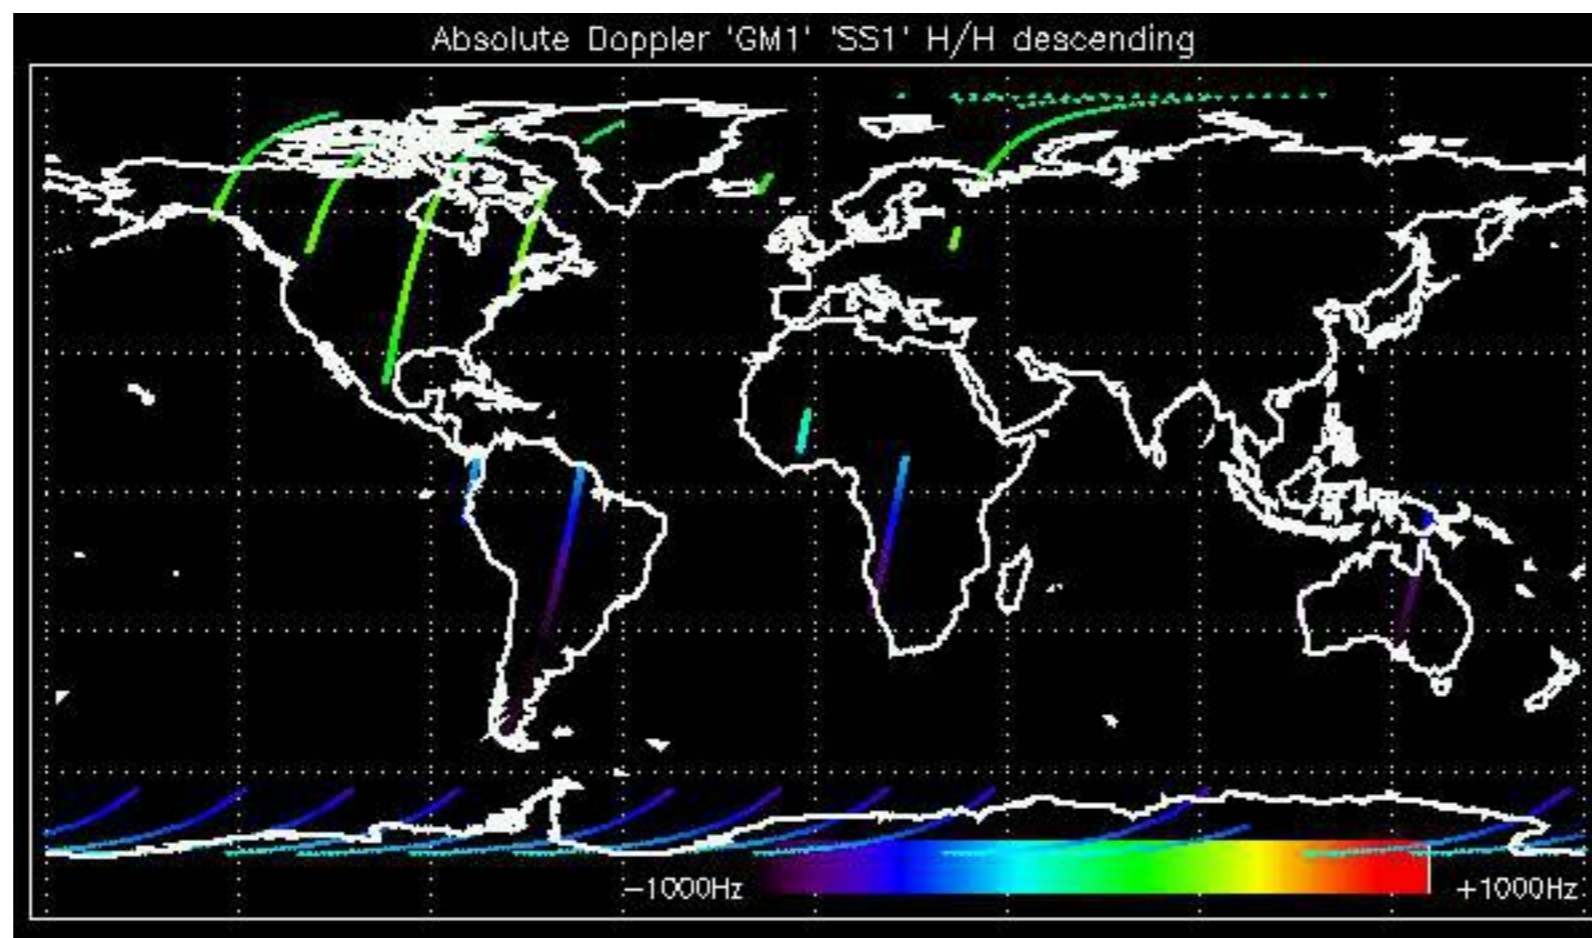 Absolute Doppler 'GM1' 'SS1' H/H descending
−1000Hz +1000Hz